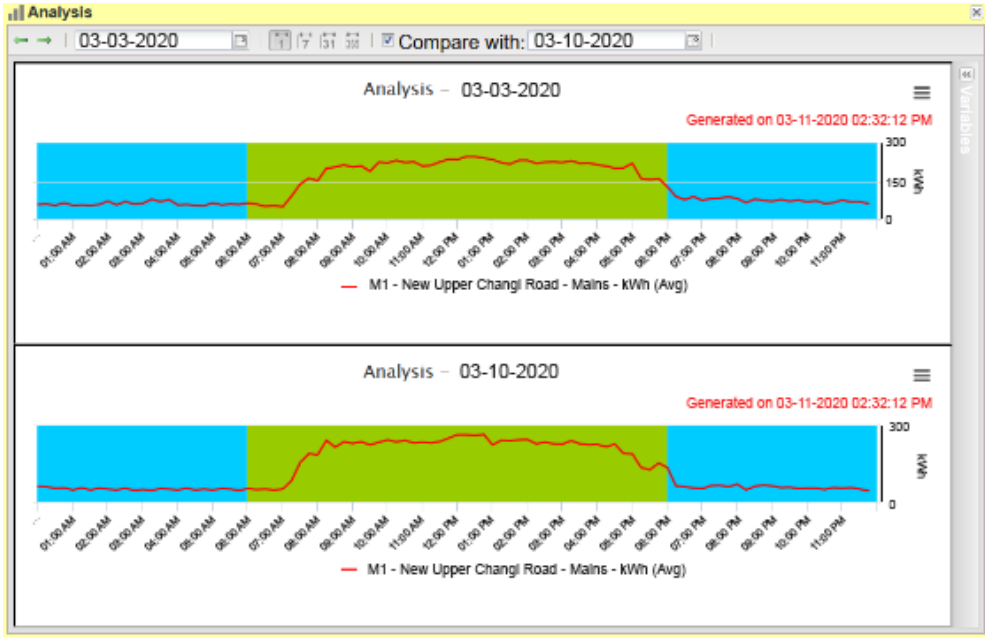 Analysis
03-03-2020 1 7 31 Compare with: 03-10-2020
Variables
Analysis – 03-03-2020
Generated on 03-11-2020 02:32:12 PM
300
150
0
kWh
01:00 AM 02:00 AM 03:00 AM 04:00 AM 05:00 AM 06:00 AM 07:00 AM 08:00 AM 09:00 AM 10:00 AM 11:00 AM 12:00 PM 01:00 PM 02:00 PM 03:00 PM 04:00 PM 05:00 PM 06:00 PM 07:00 PM 08:00 PM 09:00 PM 10:00 PM 11:00 PM
M1 - New Upper Changi Road - Mains - kWh (Avg)
Analysis – 03-10-2020
Generated on 03-11-2020 02:32:12 PM
300
0
kWh
01:00 AM 02:00 AM 03:00 AM 04:00 AM 05:00 AM 06:00 AM 07:00 AM 08:00 AM 09:00 AM 10:00 AM 11:00 AM 12:00 PM 01:00 PM 02:00 PM 03:00 PM 04:00 PM 05:00 PM 06:00 PM 07:00 PM 08:00 PM 09:00 PM 10:00 PM 11:00 PM
M1 - New Upper Changi Road - Mains - kWh (Avg)